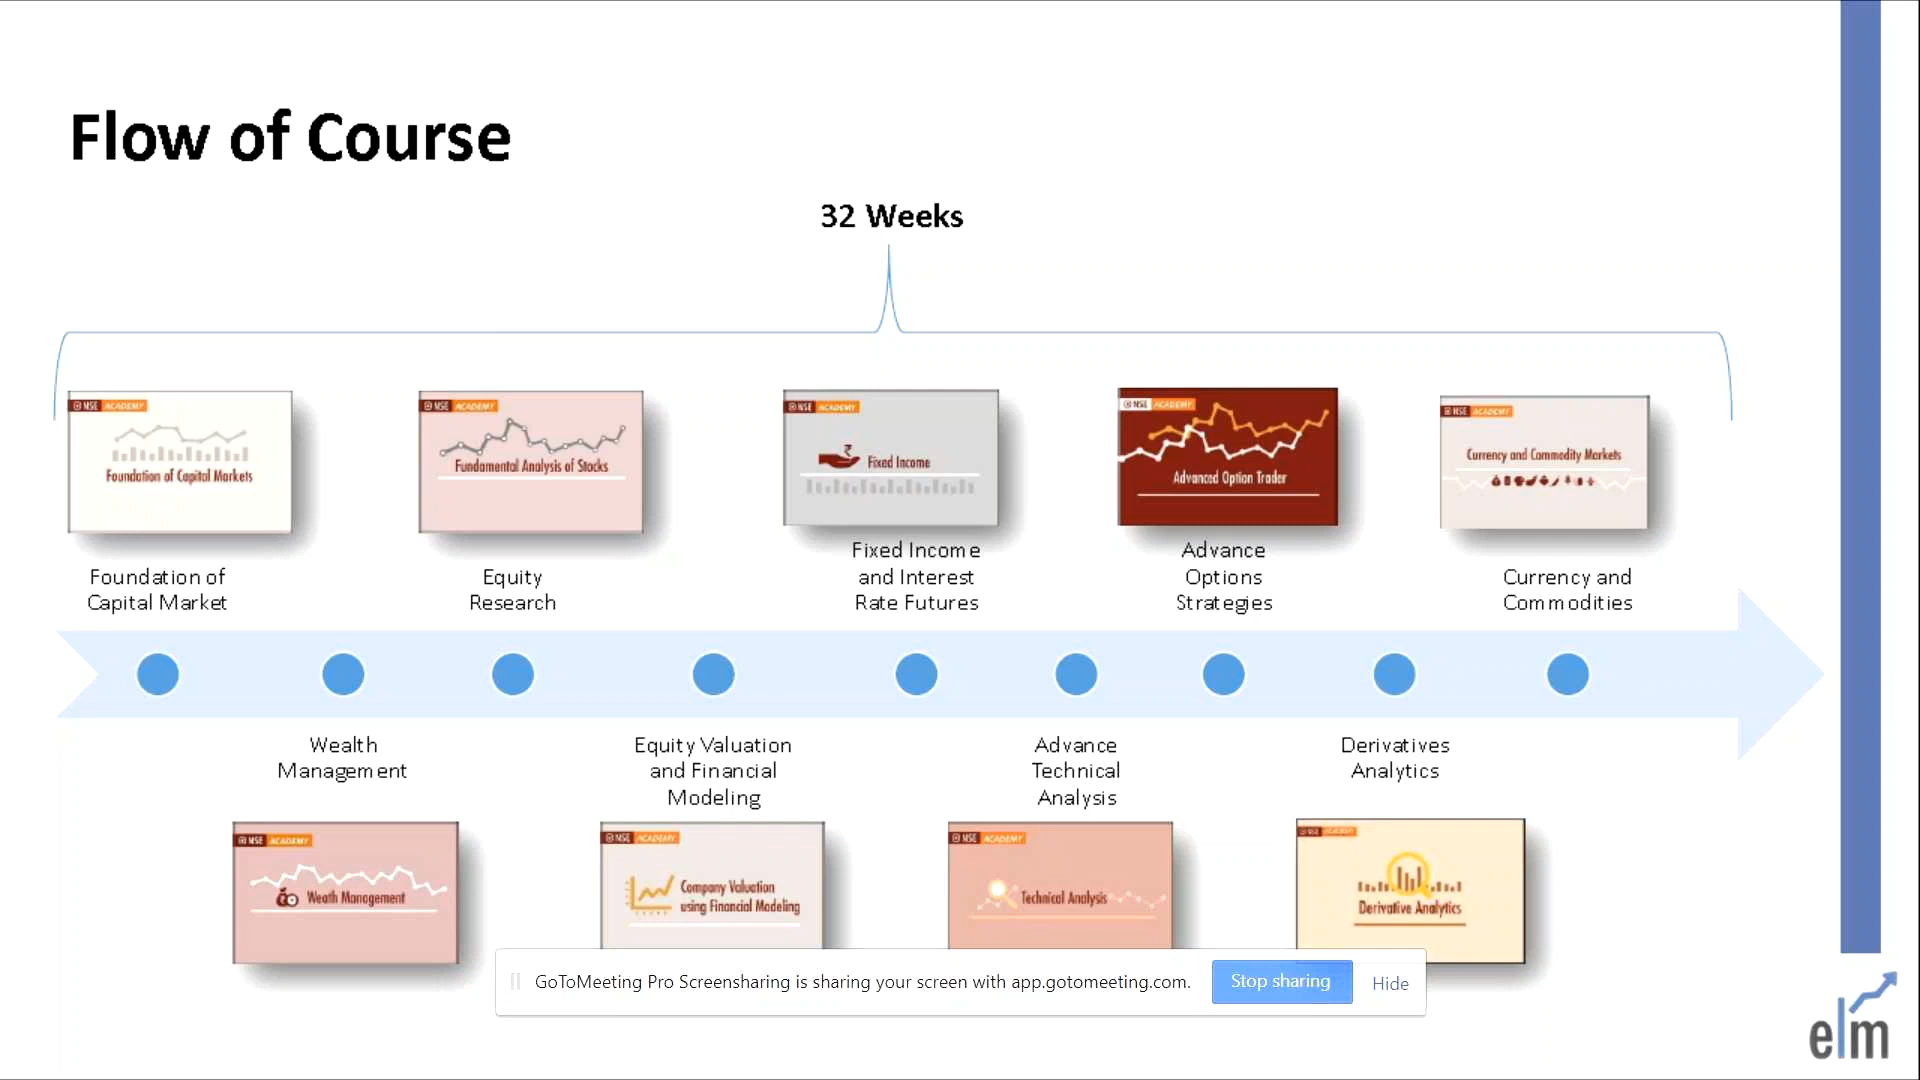 Flow of Course
32 Weeks
NSE ACADEMY
Foundation of Capital Markets
NSE ACADEMY
Fundamental Analysis of Stocks
NSE ACADEMY
Fixed Income
NSE ACADEMY
Advanced Option Trader
NSE ACADEMY
Currency and Commodity Markets
Foundation of
Capital Market
Equity
Research
Fixed Income
and Interest
Rate Futures
Advance
Options
Strategies
Currency and
Commodities
Wealth
Management
Equity Valuation
and Financial
Modeling
Advance
Technical
Analysis
Derivatives
Analytics
NSE ACADEMY
Weath Management
NSE ACADEMY
Company Valuation
using Financial Modeling
NSE ACADEMY
Technical Analysis
NSE ACADEMY
Derivative Analytics
GoToMeeting Pro Screensharing is sharing your screen with app.gotomeeting.com.
Stop sharing
Hide
elm